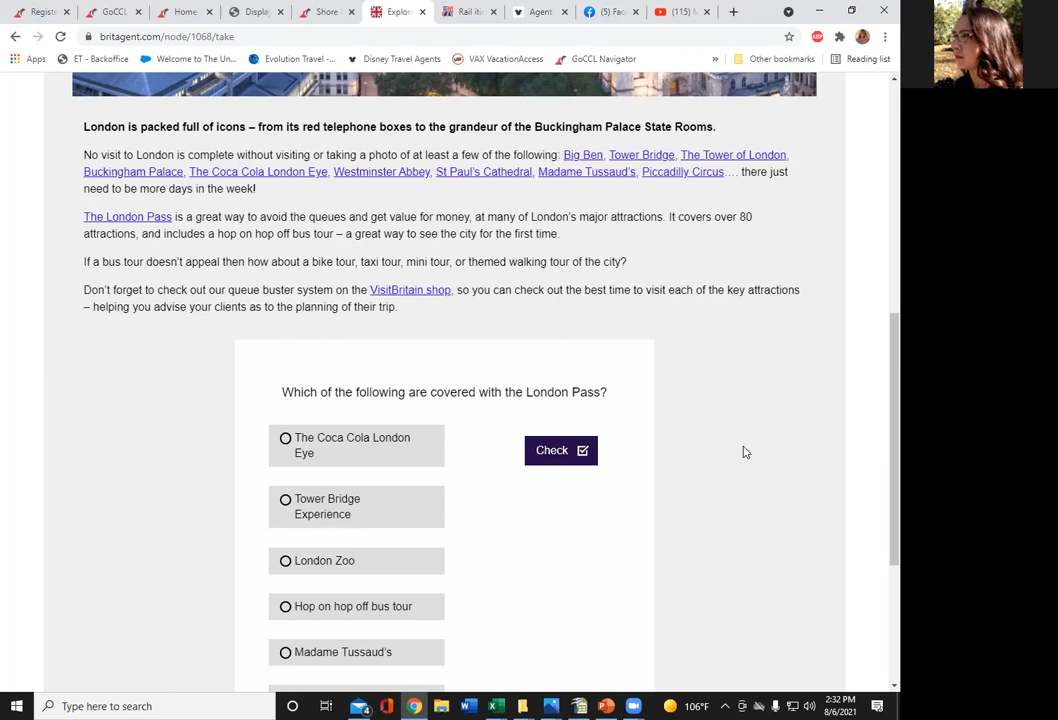 Registe
GoCCL
Home
Display
Shore I
Explore
Rail iti
Agent
(5) Fac
(115) M
britagent.com/node/1068/take
Apps
ET - Backoffice
Welcome to The Un...
Evolution Travel -...
Disney Travel Agents
VAX VacationAccess
GoCCL Navigator
»
Other bookmarks
Reading list
London is packed full of icons – from its red telephone boxes to the grandeur of the Buckingham Palace State Rooms.
No visit to London is complete without visiting or taking a photo of at least a few of the following: Big Ben, Tower Bridge, The Tower of London,
Buckingham Palace, The Coca Cola London Eye, Westminster Abbey, St Paul's Cathedral, Madame Tussaud's, Piccadilly Circus…. there just
need to be more days in the week!
The London Pass is a great way to avoid the queues and get value for money, at many of London's major attractions. It covers over 80
attractions, and includes a hop on hop off bus tour – a great way to see the city for the first time.
If a bus tour doesn't appeal then how about a bike tour, taxi tour, mini tour, or themed walking tour of the city?
Don't forget to check out our queue buster system on the VisitBritain shop, so you can check out the best time to visit each of the key attractions
– helping you advise your clients as to the planning of their trip.
Which of the following are covered with the London Pass?
The Coca Cola London
Eye
Check
Tower Bridge
Experience
London Zoo
Hop on hop off bus tour
Madame Tussaud's
Type here to search
106°F
2:32 PM
8/6/2021